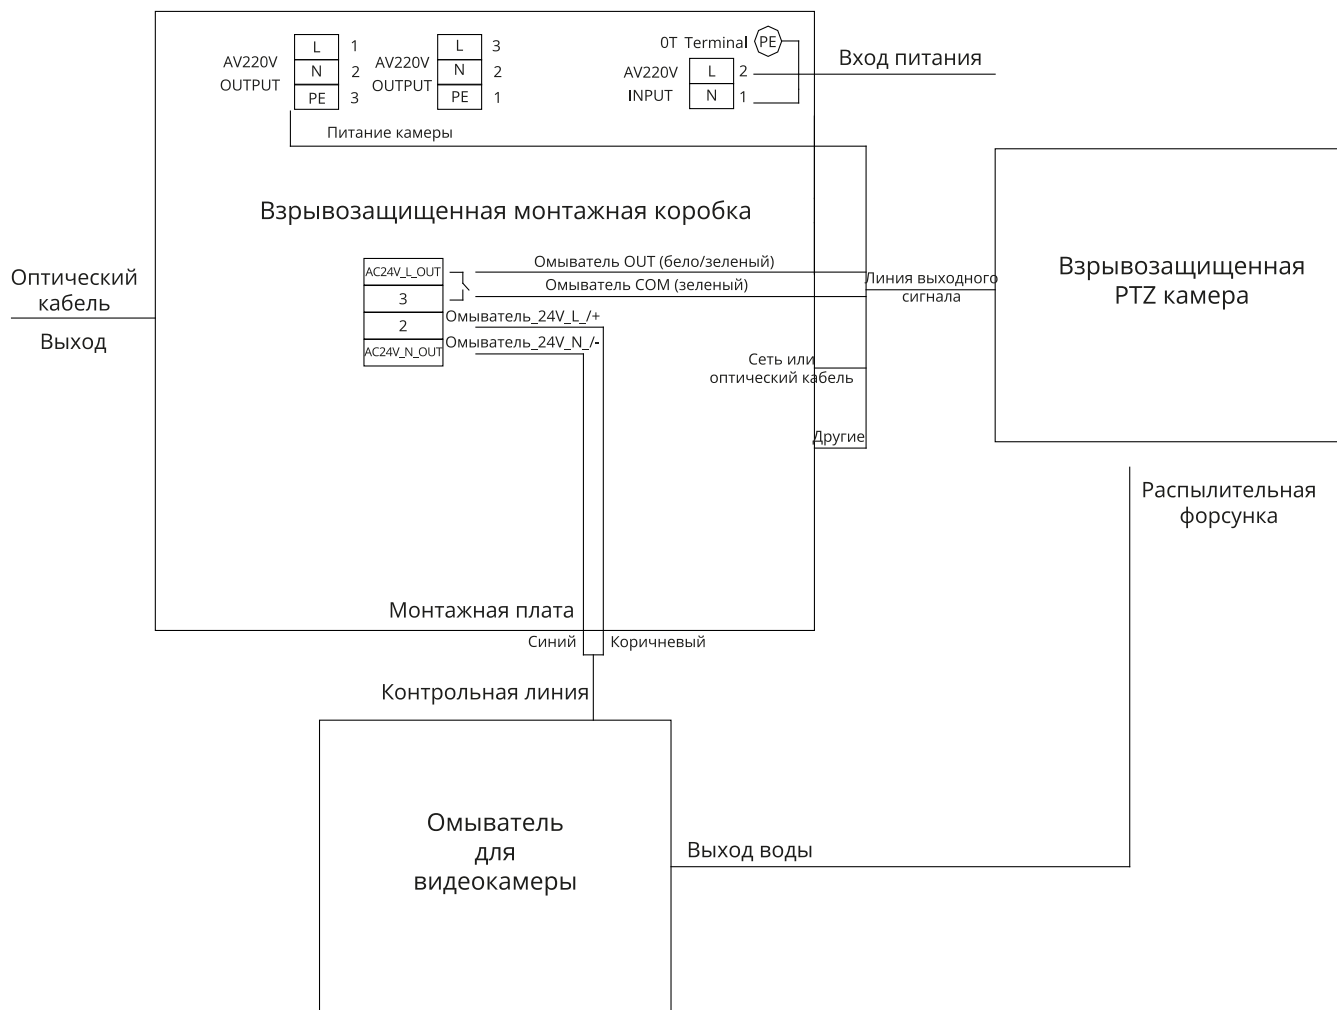 AV220V
OUTPUT
L 1
N 2
PE 3
AV220V
OUTPUT
L 3
N 2
PE 1
0T Terminal PE
AV220V
INPUT
L 2
N 1
Вход питания
Питание камеры
Взрывозащищенная монтажная коробка
Оптический
кабель
Выход
AC24V_L_OUT
3
2
AC24V_N_OUT
Омыватель OUT (бело/зеленый)
Омыватель COM (зеленый)
Омыватель_24V_L_/+
Омыватель_24V_N_/-
Линия выходного
сигнала
Сеть или
оптический кабель
Другие
Взрывозащищенная
PTZ камера
Распылительная
форсунка
Монтажная плата
Синий
Коричневый
Контрольная линия
Омыватель
для
видеокамеры
Выход воды